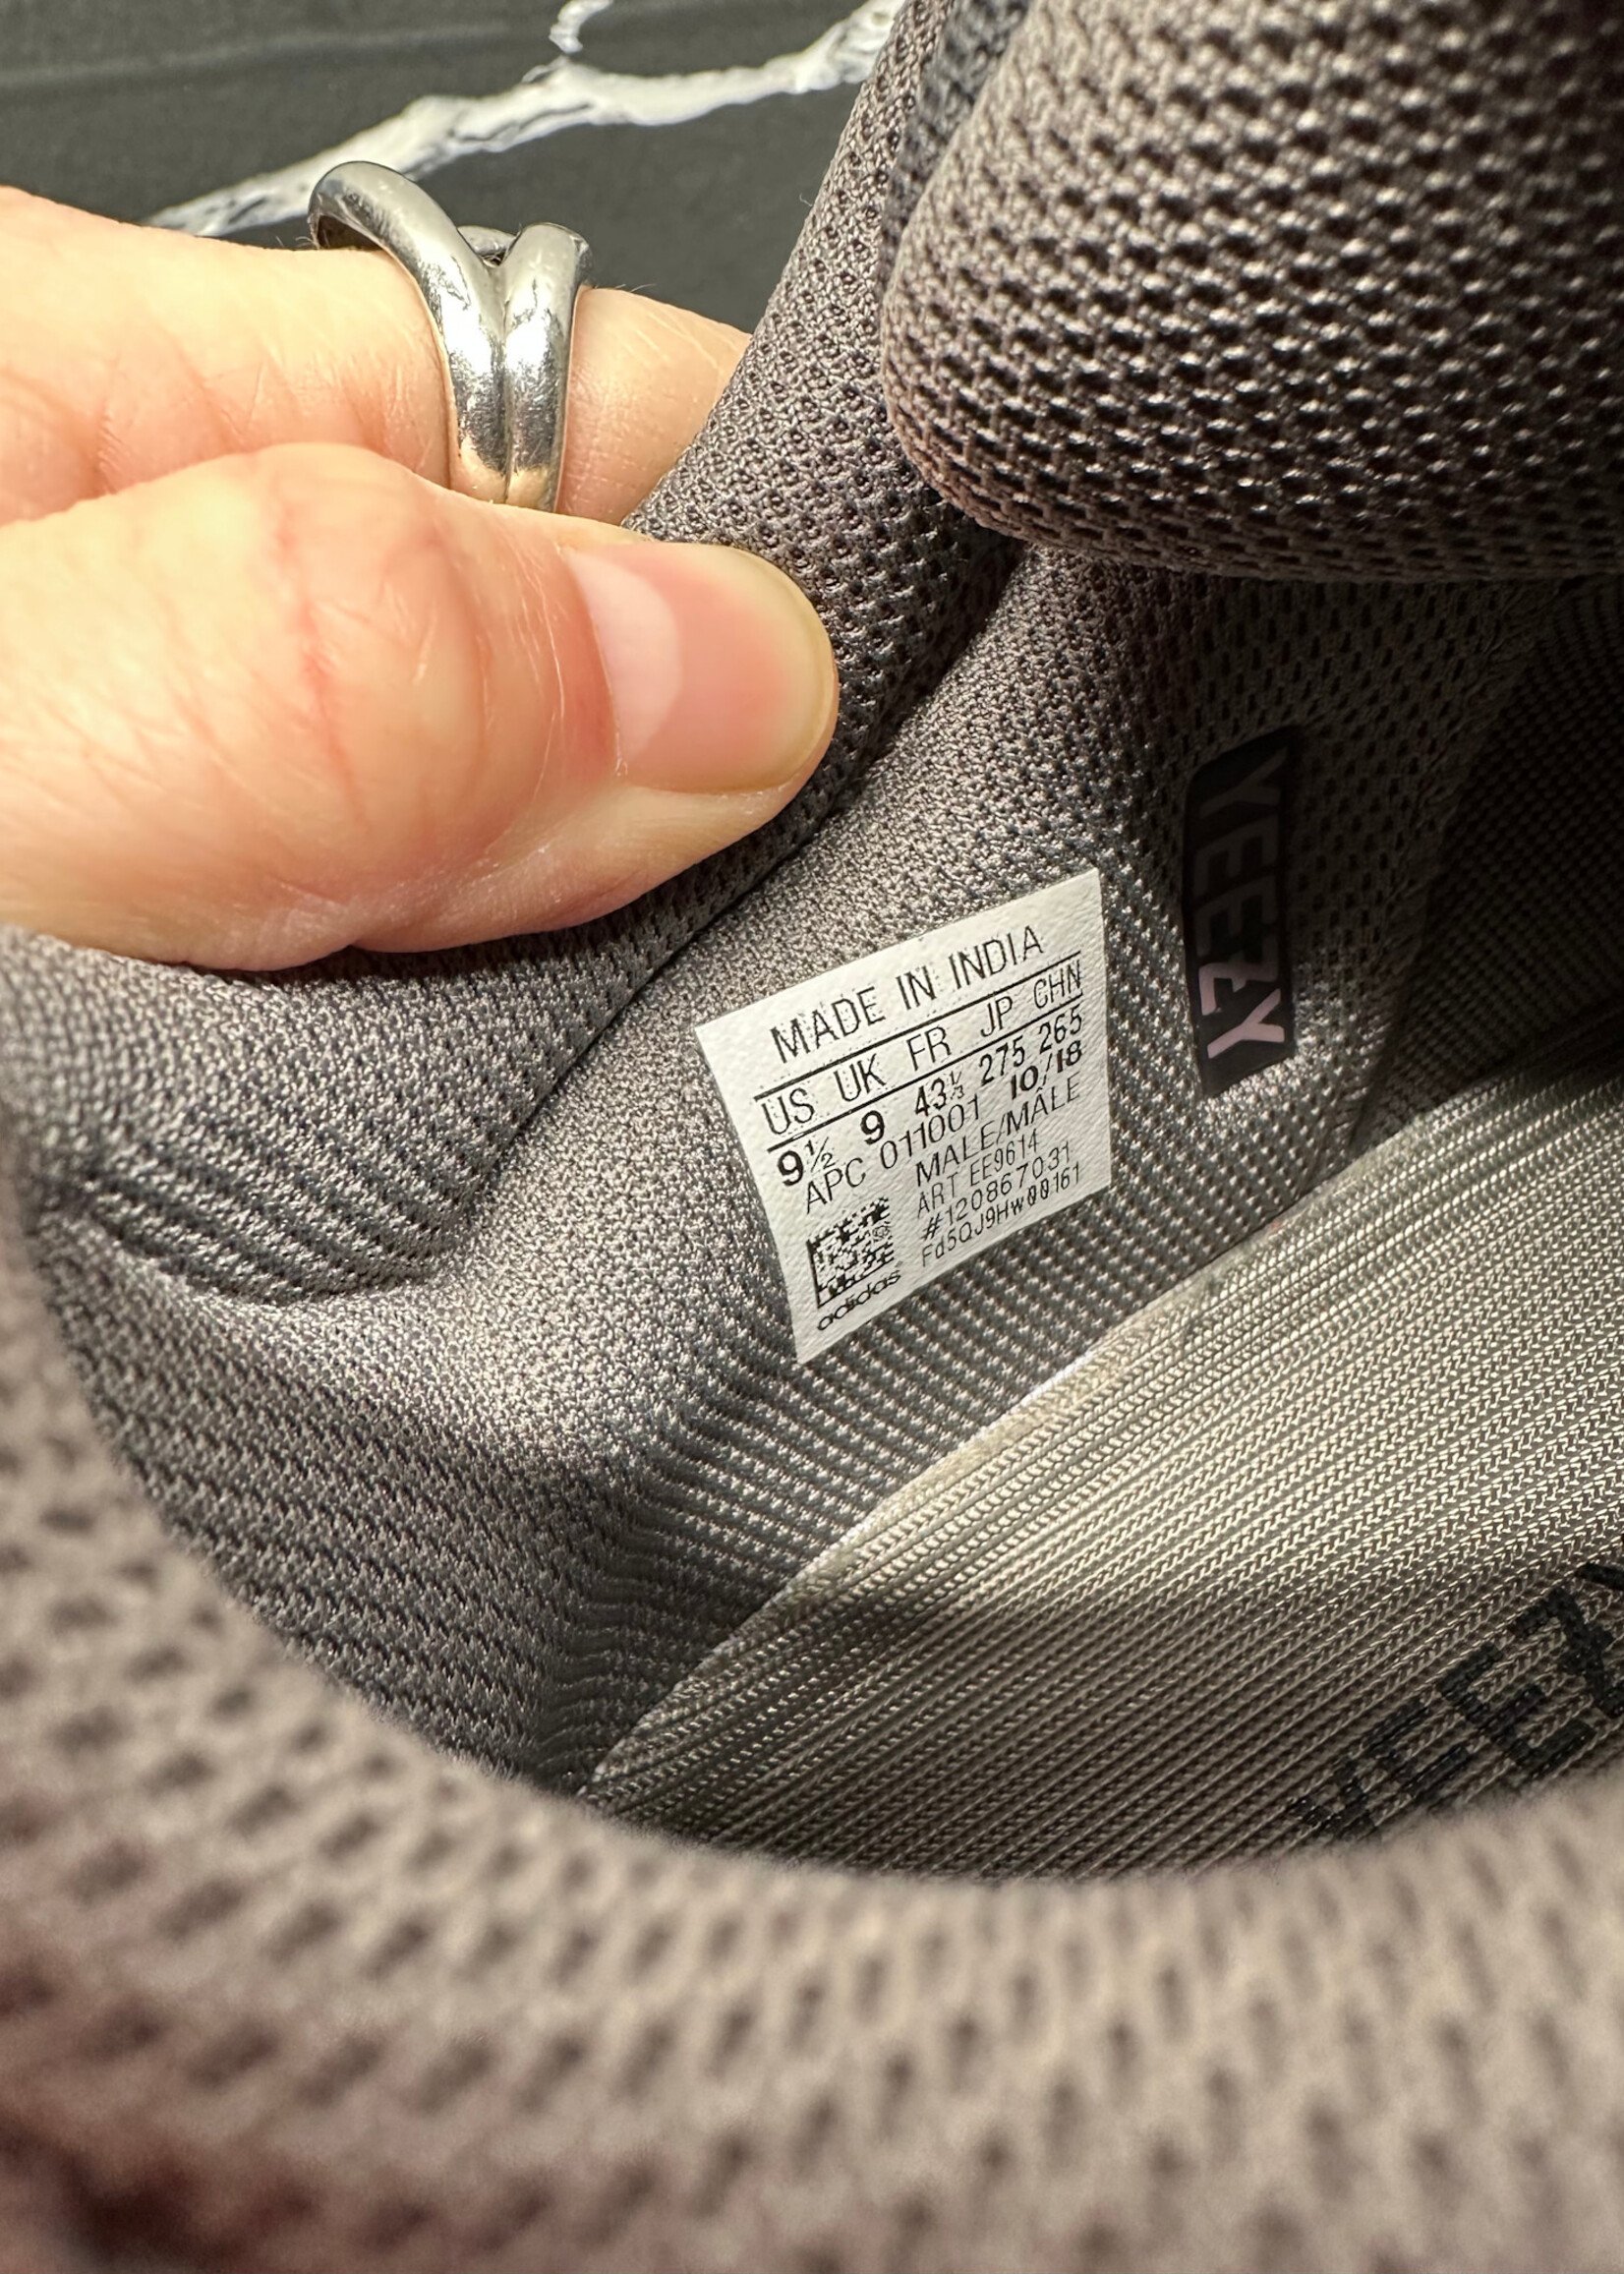 MADE IN INDIA
US UK FR JP CHN
9½ 9 43⅓ 275 265
APC 011001 10/18
MALE/MÂLE
ART EE9614
#120867031
Fd5QJ9Hw00161
adidas
YEEZY
YEEZY